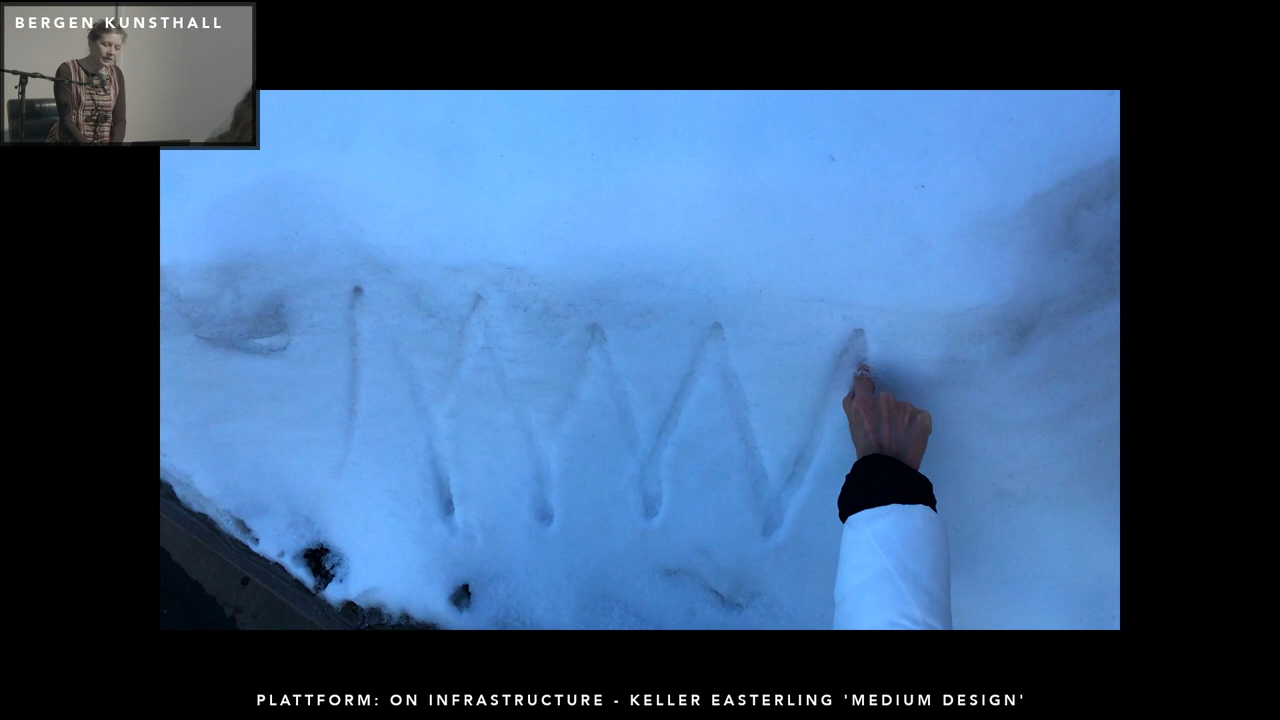 BERGEN KUNSTHALL
PLATTFORM: ON INFRASTRUCTURE - KELLER EASTERLING 'MEDIUM DESIGN'